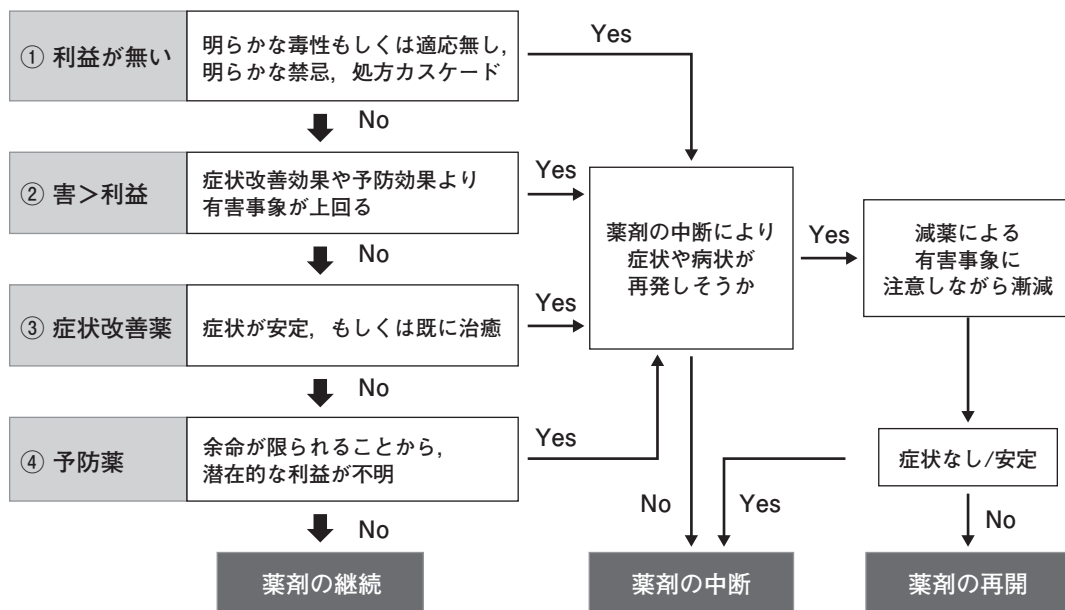 ① 利益が無い
明らかな毒性もしくは適応無し，
明らかな禁忌，処方カスケード
Yes
No
② 害＞利益
症状改善効果や予防効果より
有害事象が上回る
Yes
No
③ 症状改善薬
症状が安定，もしくは既に治癒
Yes
No
④ 予防薬
余命が限られることから，
潜在的な利益が不明
Yes
No
薬剤の継続
薬剤の中断により
症状や病状が
再発しそうか
Yes
No
減薬による
有害事象に
注意しながら漸減
症状なし/安定
Yes
No
薬剤の中断
薬剤の再開